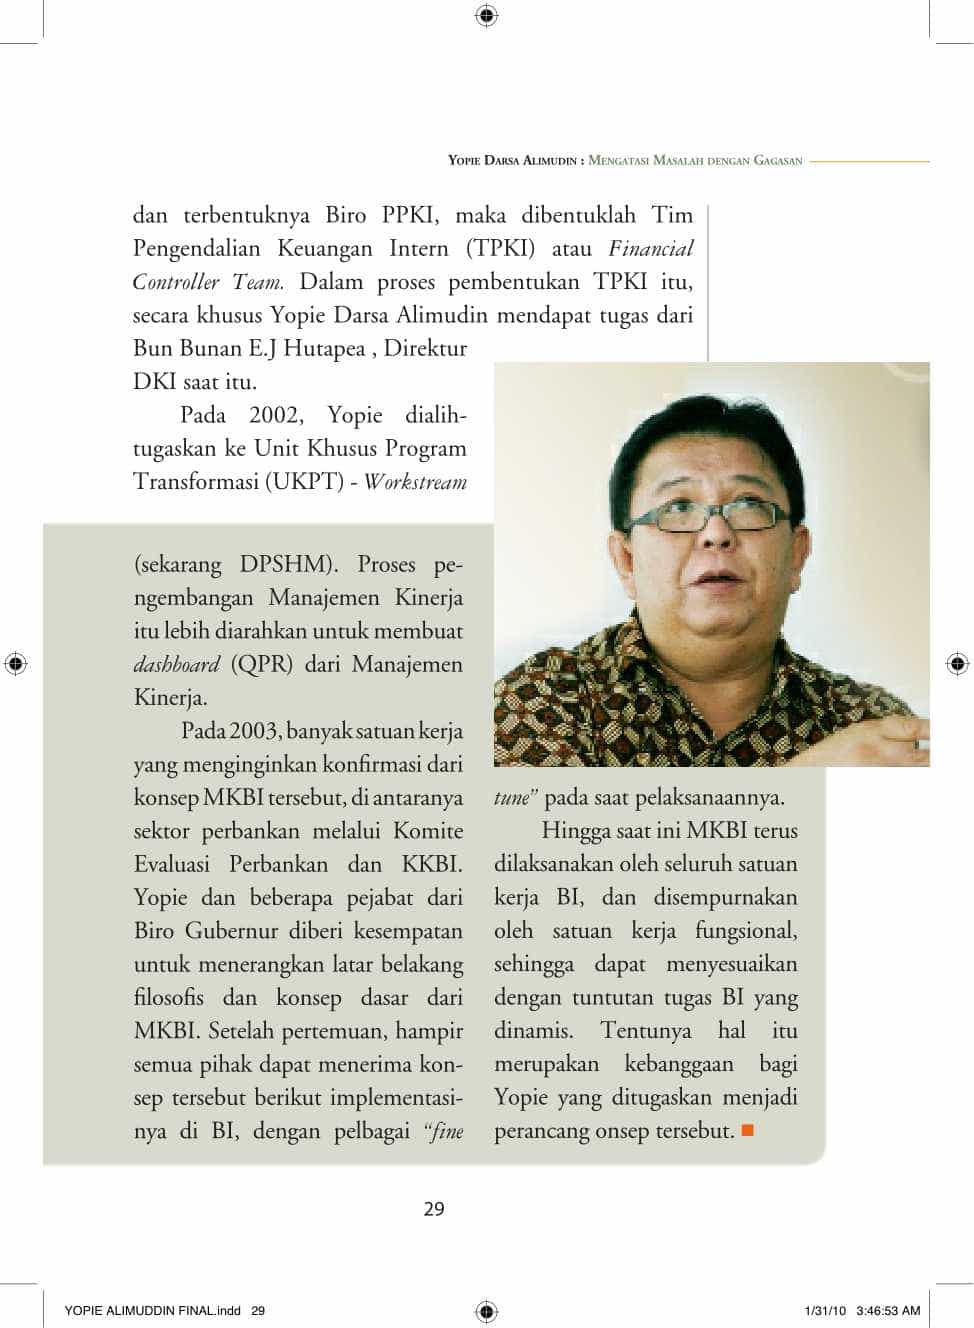 Yopie Darsa Alimudin : Mengatasi Masalah dengan Gagasan
dan terbentuknya Biro PPKI, maka dibentuklah Tim
Pengendalian Keuangan Intern (TPKI) atau Financial
Controller Team. Dalam proses pembentukan TPKI itu,
secara khusus Yopie Darsa Alimudin mendapat tugas dari
Bun Bunan E.J Hutapea , Direktur
DKI saat itu.
Pada 2002, Yopie dialih-
tugaskan ke Unit Khusus Program
Transformasi (UKPT) - Workstream
(sekarang DPSHM). Proses pe-
ngembangan Manajemen Kinerja
itu lebih diarahkan untuk membuat
dashboard (QPR) dari Manajemen
Kinerja.
Pada 2003, banyak satuan kerja
yang menginginkan konfirmasi dari
konsep MKBI tersebut, di antaranya
sektor perbankan melalui Komite
Evaluasi Perbankan dan KKBI.
Yopie dan beberapa pejabat dari
Biro Gubernur diberi kesempatan
untuk menerangkan latar belakang
filosofis dan konsep dasar dari
MKBI. Setelah pertemuan, hampir
semua pihak dapat menerima kon-
sep tersebut berikut implementasi-
nya di BI, dengan pelbagai “fine
tune” pada saat pelaksanaannya.
Hingga saat ini MKBI terus
dilaksanakan oleh seluruh satuan
kerja BI, dan disempurnakan
oleh satuan kerja fungsional,
sehingga dapat menyesuaikan
dengan tuntutan tugas BI yang
dinamis. Tentunya hal itu
merupakan kebanggaan bagi
Yopie yang ditugaskan menjadi
perancang onsep tersebut.
29
YOPIE ALIMUDDIN FINAL.indd 29
1/31/10 3:46:53 AM